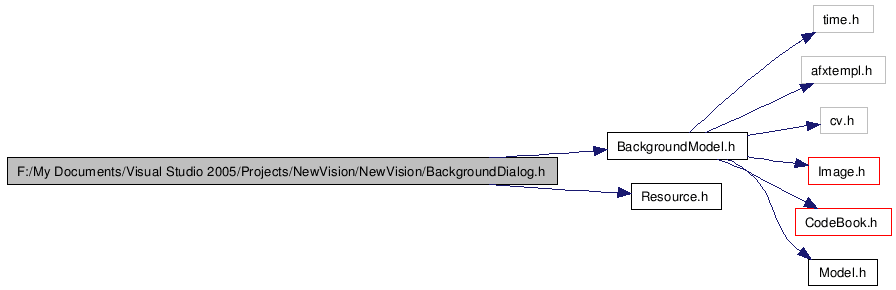 time.h
afxtempl.h
cv.h
BackgroundModel.h
F:/My Documents/Visual Studio 2005/Projects/NewVision/NewVision/BackgroundDialog.h
Image.h
Resource.h
CodeBook.h
Model.h